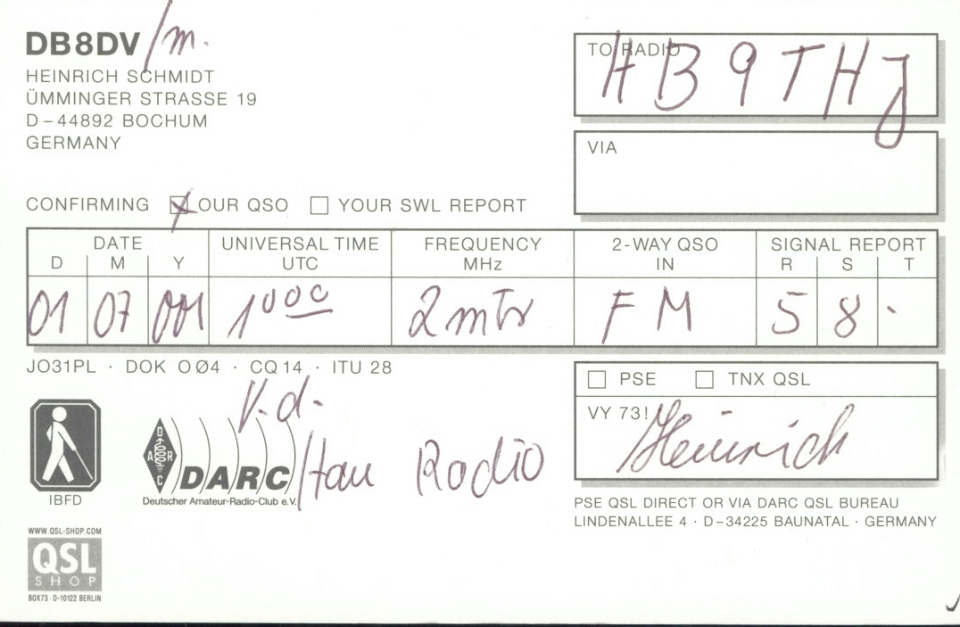 DB8DV/m.
HEINRICH SCHMIDT
ÜMMINGER STRASSE 19
D – 44892 BOCHUM
GERMANY
TO RADIO
HB9THJ
VIA
CONFIRMING OUR QSO YOUR SWL REPORT
DATE UNIVERSAL TIME FREQUENCY 2-WAY QSO SIGNAL REPORT
D M Y UTC MHz IN R S T
01 07 001 1000 2mtr FM 5 8 -
JO31PL · DOK OØ4 · CQ14 · ITU 28
PSE TNX QSL
VY 73!
Heinrich
V. d.
Ham Radio
IBFD
DARC
Deutscher Amateur-Radio-Club e.V.
PSE QSL DIRECT OR VIA DARC QSL BUREAU
LINDENALLEE 4 · D–34225 BAUNATAL · GERMANY
WWW.QSL-SHOP.COM
QSL
SHOP
BOX73 · D-10122 BERLIN